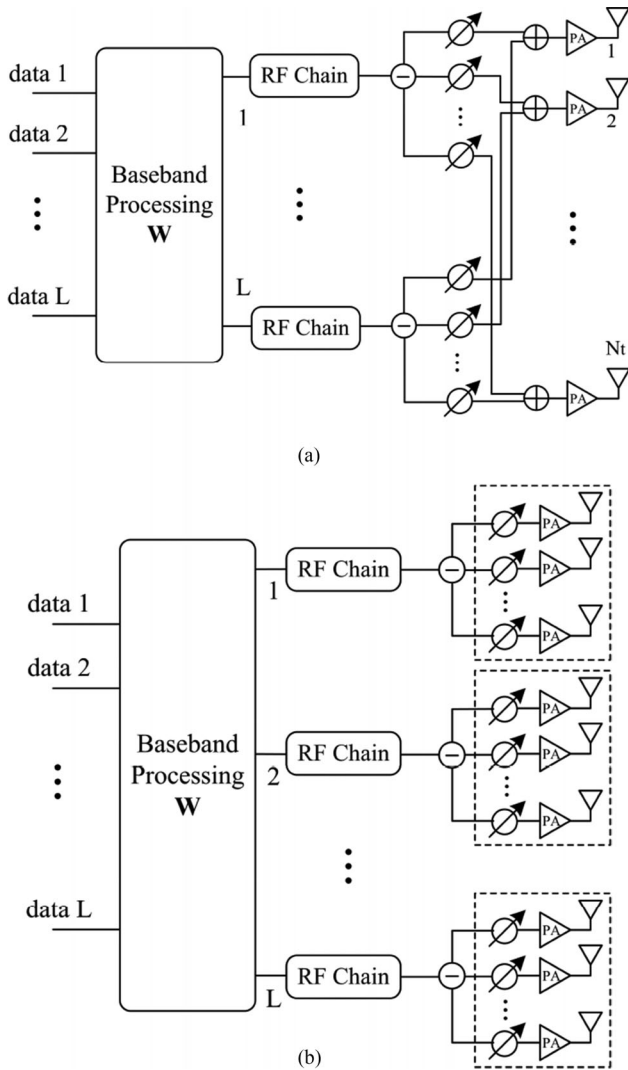 data 1
data 2
data L
Baseband
Processing
W
1
RF Chain
L
RF Chain
PA
1
PA
2
Nt
PA
(a)
data 1
data 2
data L
Baseband
Processing
W
1
RF Chain
2
RF Chain
L
RF Chain
PA
PA
PA
PA
PA
PA
PA
PA
PA
(b)